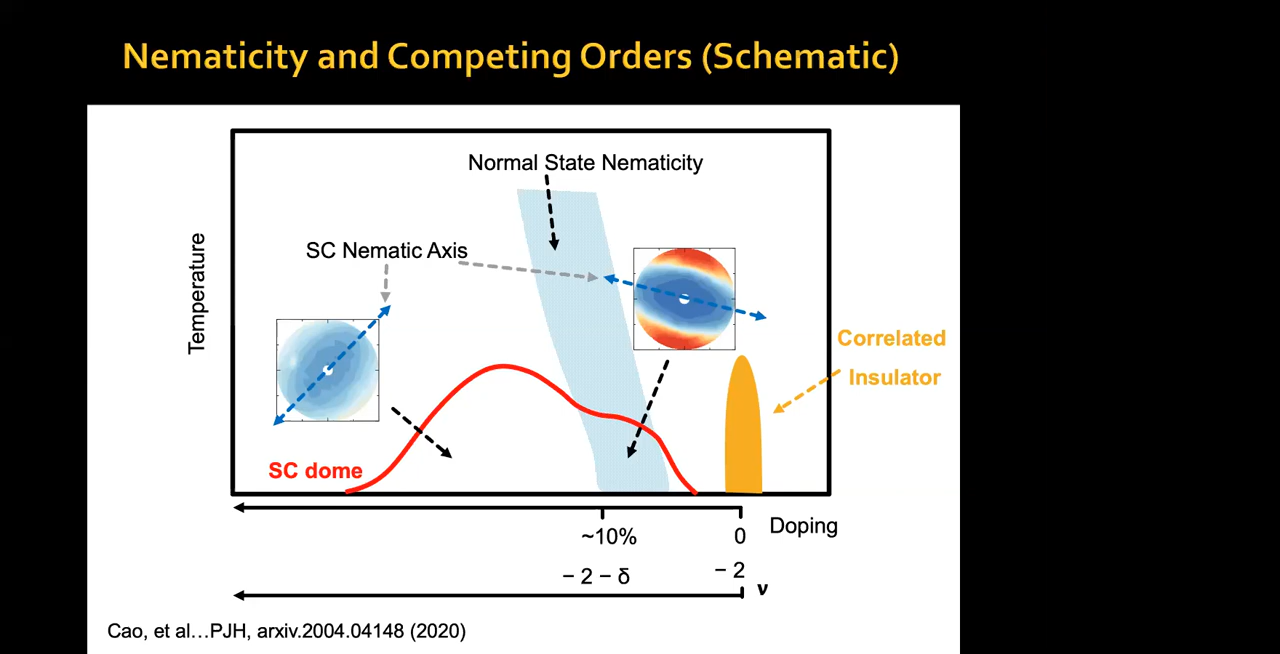 Nematicity and Competing Orders (Schematic)
Normal State Nematicity
SC Nematic Axis
Temperature
Correlated
Insulator
SC dome
~10%
0
Doping
− 2 − δ
− 2
ν
Cao, et al…PJH, arxiv.2004.04148 (2020)